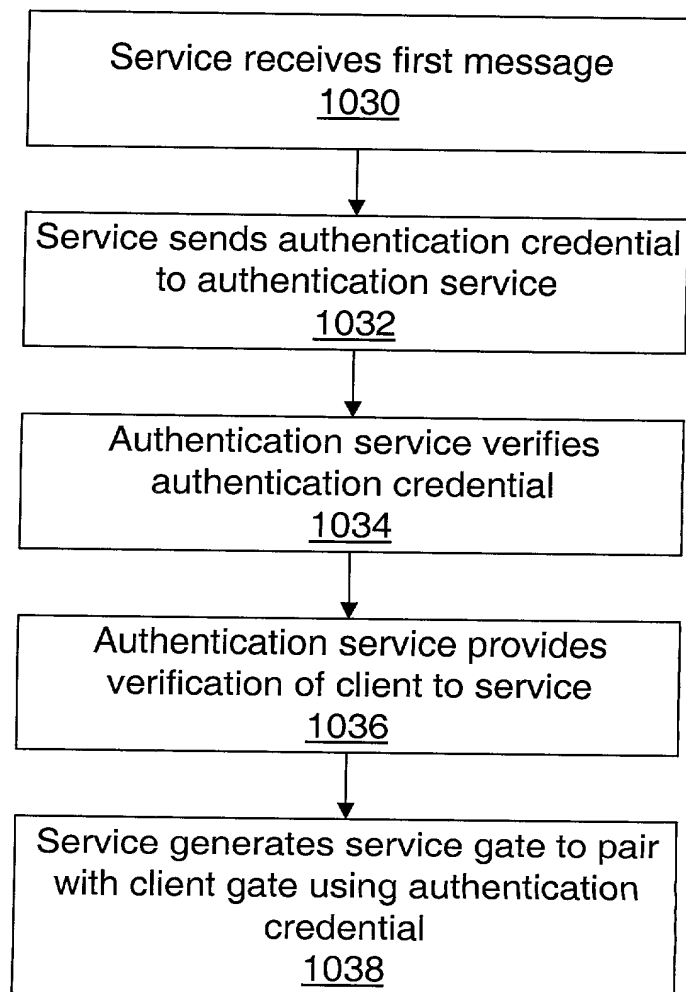 Service receives first message
1030
Service sends authentication credential
to authentication service
1032
Authentication service verifies
authentication credential
1034
Authentication service provides
verification of client to service
1036
Service generates service gate to pair
with client gate using authentication
credential
1038